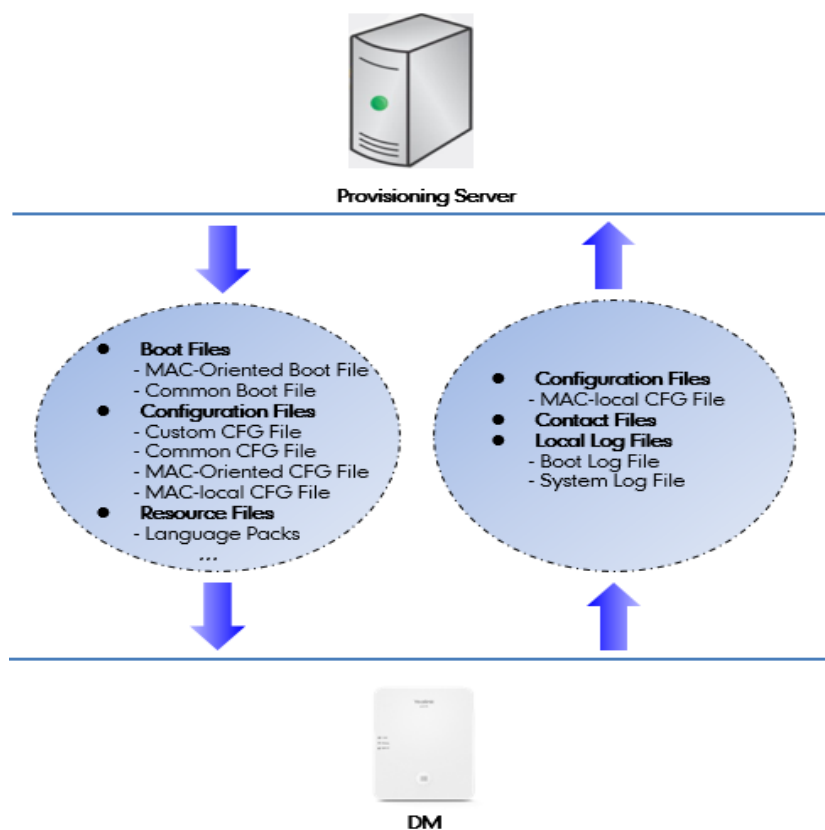 Provisioning Server
● Boot Files
- MAC-Oriented Boot File
- Common Boot File
● Configuration Files
- Custom CFG File
- Common CFG File
- MAC-Oriented CFG File
- MAC-local CFG File
● Resource Files
- Language Packs
...
● Configuration Files
- MAC-local CFG File
● Contact Files
● Local Log Files
- Boot Log File
- System Log File
DM